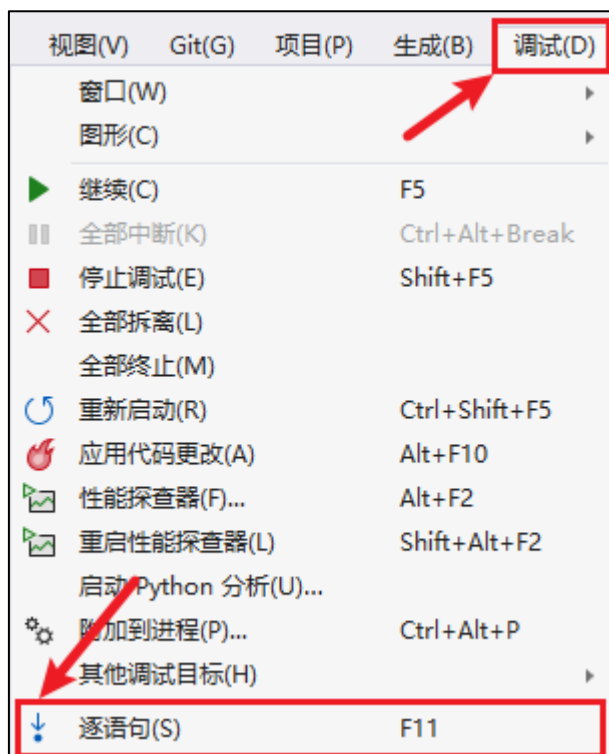 视图(V) Git(G) 项目(P) 生成(B) 调试(D)
窗口(W)
图形(C)
继续(C) F5
全部中断(K) Ctrl+Alt+Break
停止调试(E) Shift+F5
全部拆离(L)
全部终止(M)
重新启动(R) Ctrl+Shift+F5
应用代码更改(A) Alt+F10
性能探查器(F)... Alt+F2
重启性能探查器(L) Shift+Alt+F2
启动 Python 分析(U)...
附加到进程(P)... Ctrl+Alt+P
其他调试目标(H)
逐语句(S) F11